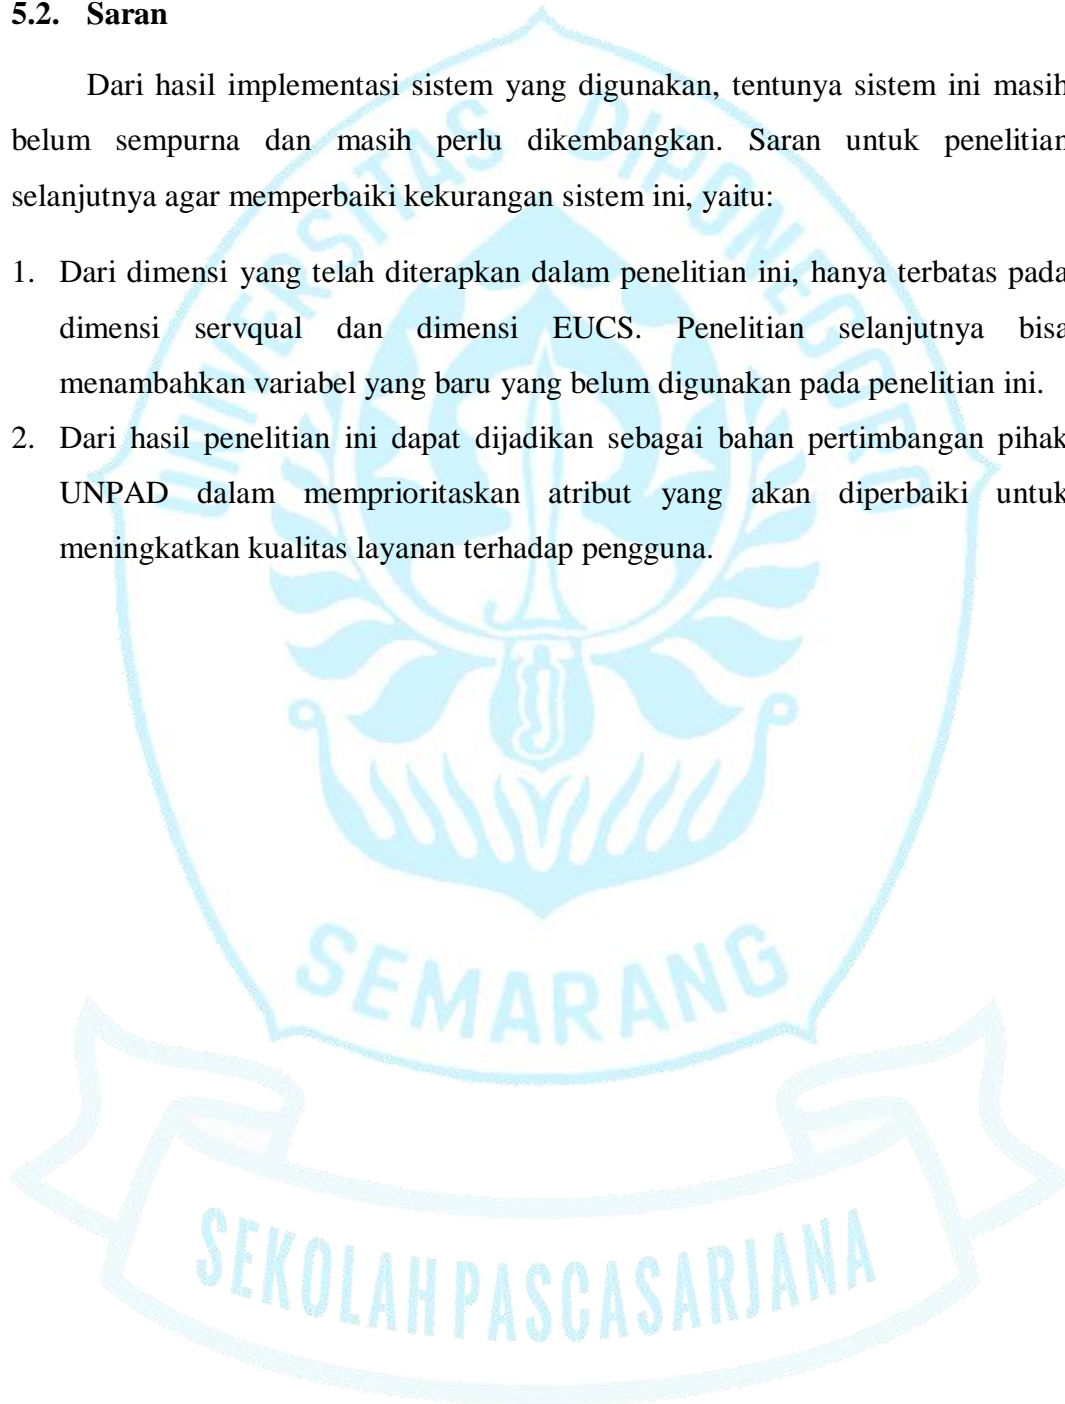 5.2. Saran
Dari hasil implementasi sistem yang digunakan, tentunya sistem ini masih
belum sempurna dan masih perlu dikembangkan. Saran untuk penelitian
selanjutnya agar memperbaiki kekurangan sistem ini, yaitu:
1. Dari dimensi yang telah diterapkan dalam penelitian ini, hanya terbatas pada
dimensi servqual dan dimensi EUCS. Penelitian selanjutnya bisa
menambahkan variabel yang baru yang belum digunakan pada penelitian ini.
2. Dari hasil penelitian ini dapat dijadikan sebagai bahan pertimbangan pihak
UNPAD dalam memprioritaskan atribut yang akan diperbaiki untuk
meningkatkan kualitas layanan terhadap pengguna.
UNIVERSITAS DIPONEGORO
SEMARANG
SEKOLAH PASCASARJANA